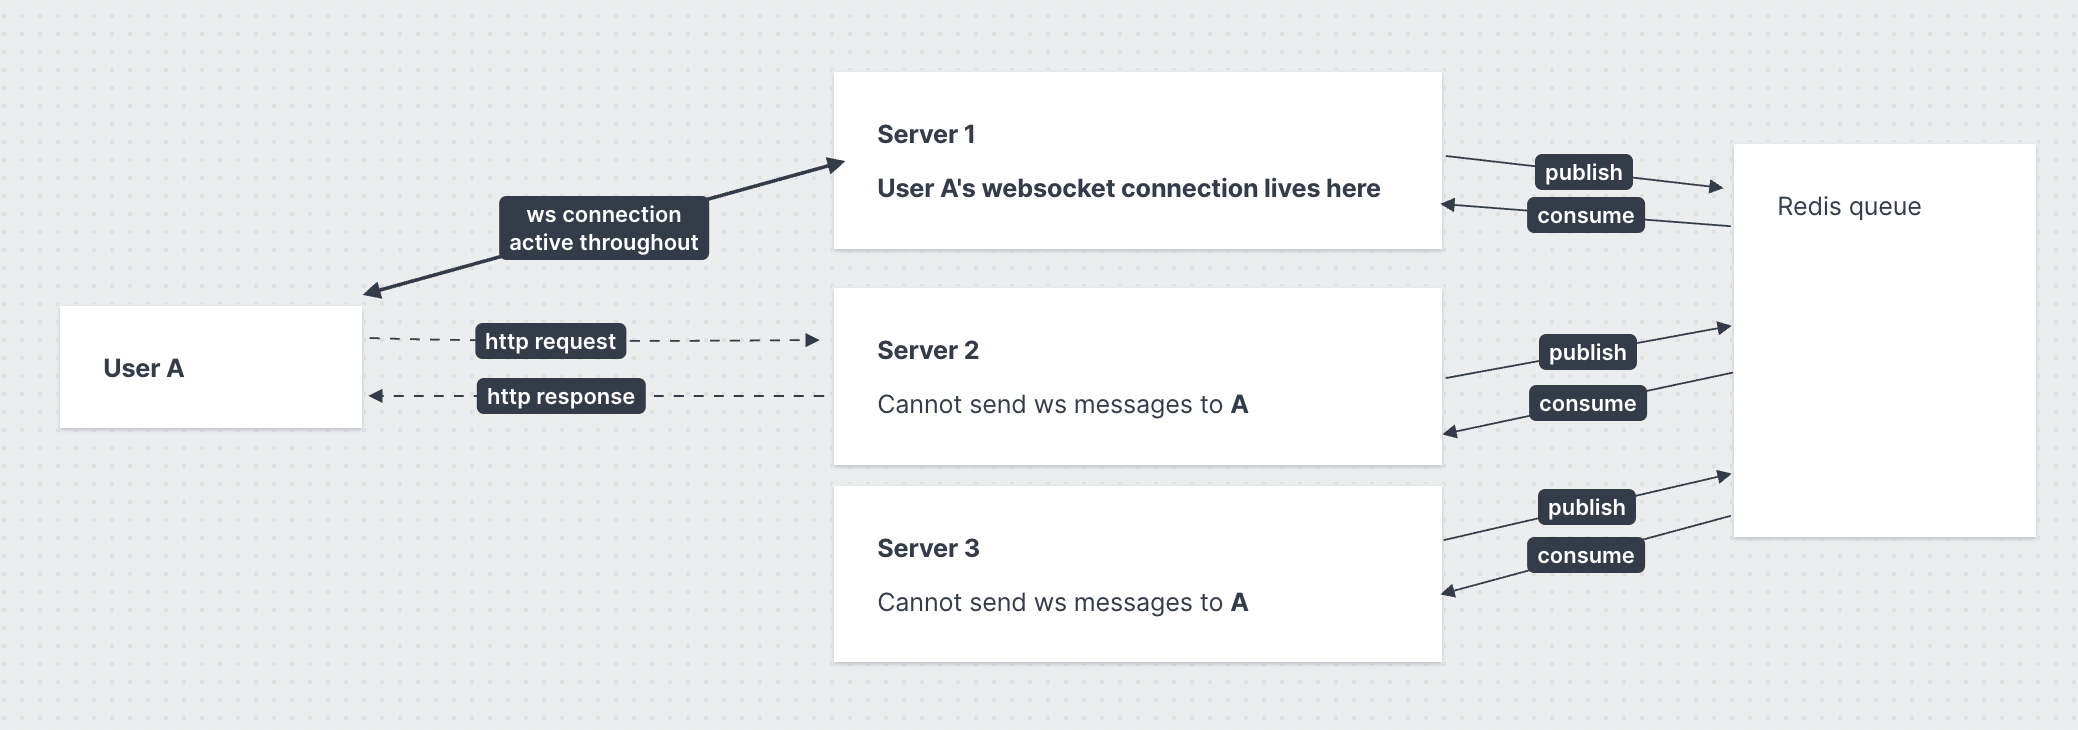 Server 1
User A's websocket connection lives here
ws connection
active throughout
publish
consume
Redis queue
User A
http request
http response
Server 2
Cannot send ws messages to A
publish
consume
Server 3
Cannot send ws messages to A
publish
consume